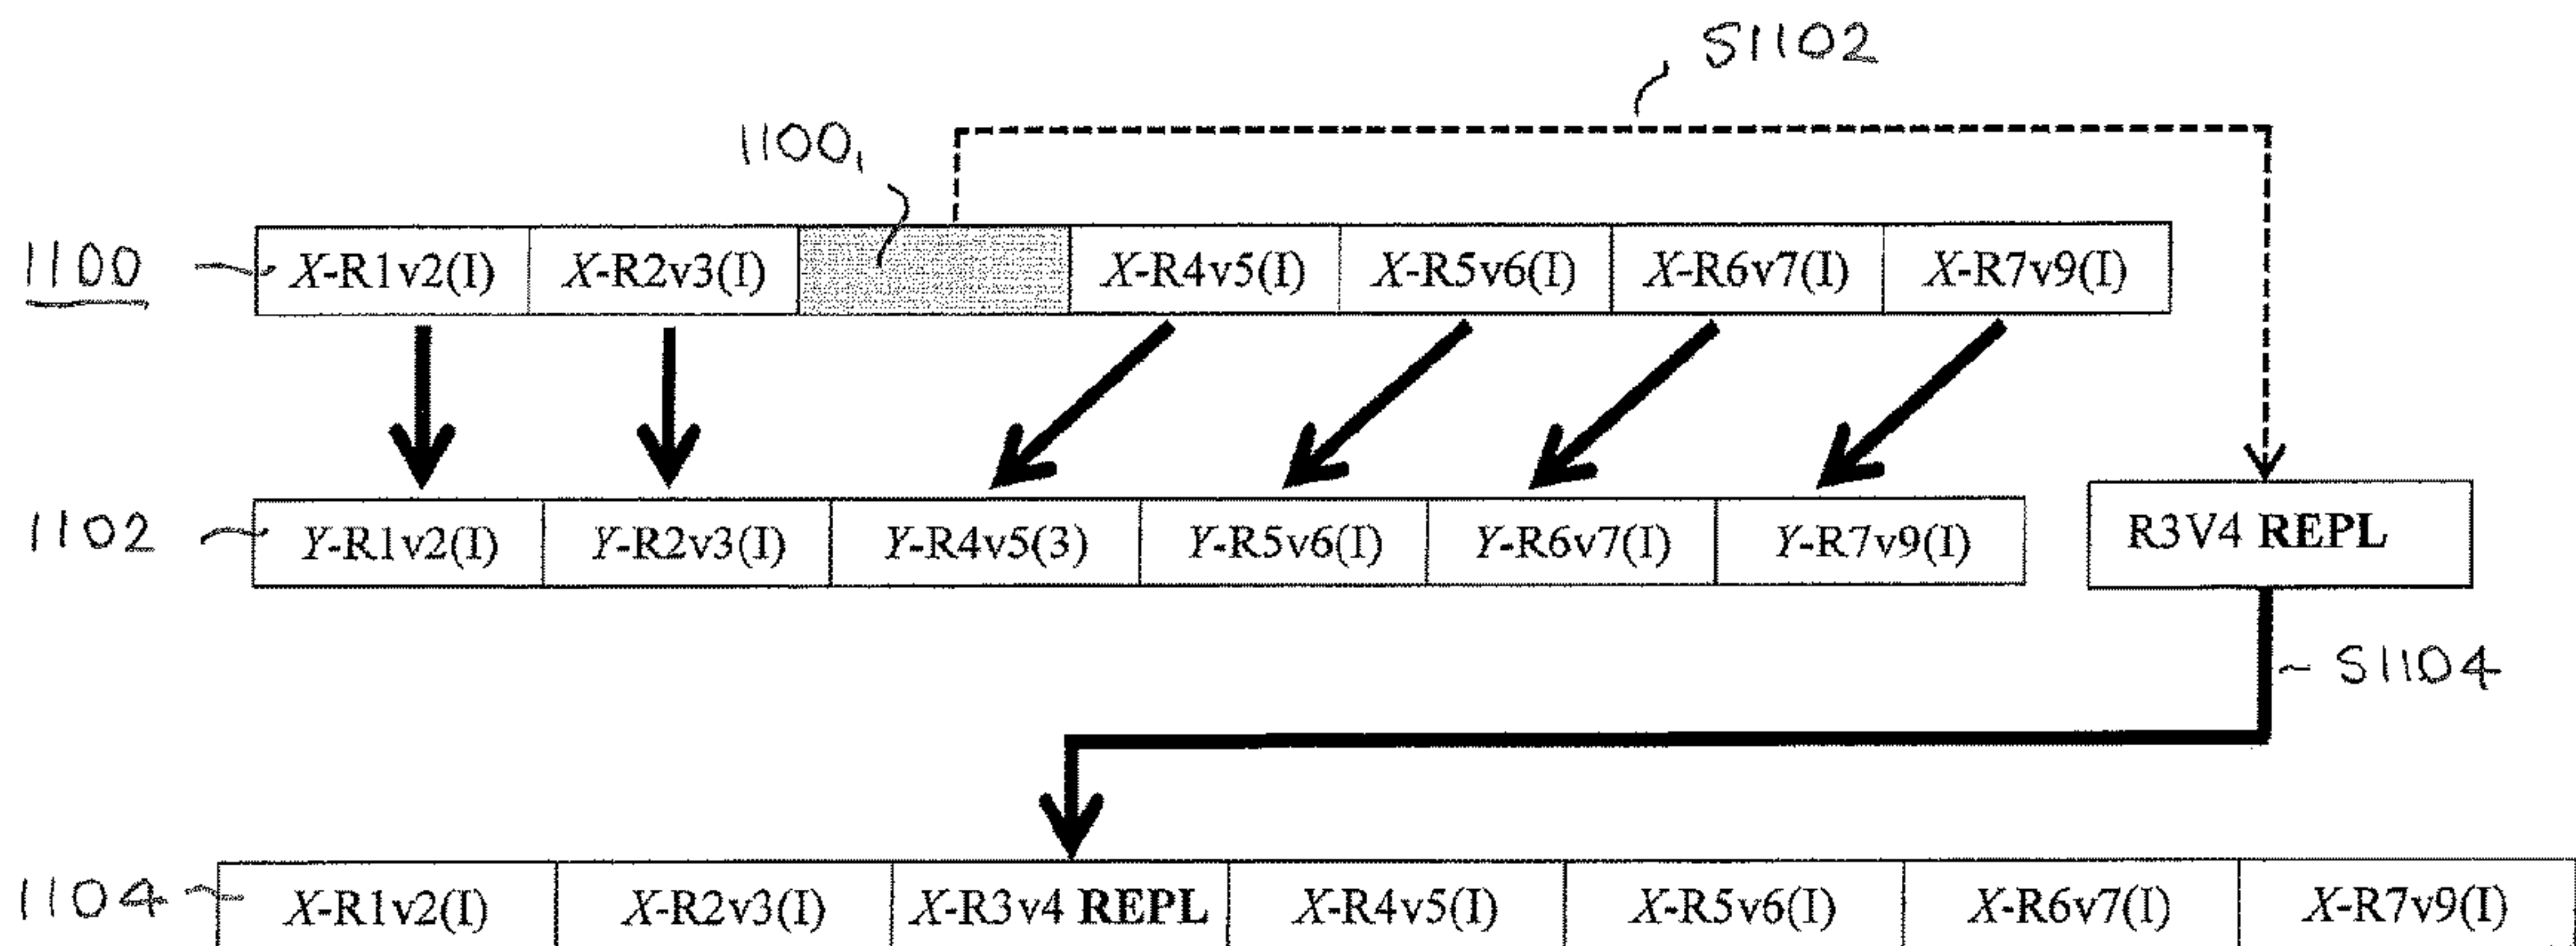 S1102
1100₁
1100 X-R1v2(I) X-R2v3(I) X-R4v5(I) X-R5v6(I) X-R6v7(I) X-R7v9(I)
1102 Y-R1v2(I) Y-R2v3(I) Y-R4v5(3) Y-R5v6(I) Y-R6v7(I) Y-R7v9(I) R3V4 REPL
S1104
1104 X-R1v2(I) X-R2v3(I) X-R3v4 REPL X-R4v5(I) X-R5v6(I) X-R6v7(I) X-R7v9(I)